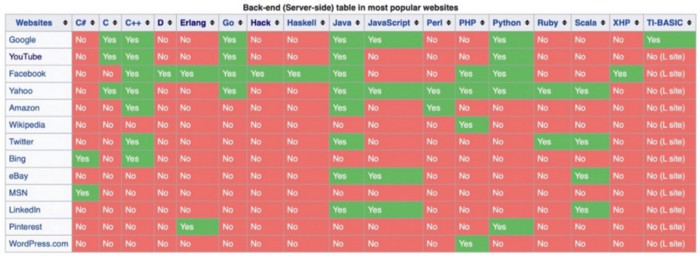 Back-end (Server-side) table in most popular websites
Websites C# C C++ D Erlang Go Hack Haskell Java JavaScript Perl PHP Python Ruby Scala XHP TI-BASIC
Google No Yes Yes No No Yes No No Yes Yes No No Yes No No No Yes
YouTube No Yes Yes No No Yes No No Yes No No No Yes No No No No (L site)
Facebook No No Yes Yes Yes Yes Yes Yes Yes No No Yes Yes No No Yes No (L site)
Yahoo No Yes Yes No No Yes No No Yes Yes Yes Yes Yes Yes Yes No No (L site)
Amazon No No Yes No No No No No Yes No Yes No No No No No No (L site)
Wikipedia No No No No No No No No No No No Yes No No No No No (L site)
Twitter No No Yes No No No No No Yes No No No No Yes Yes No No (L site)
Bing Yes No Yes No No No No No No No No No No No No No No (L site)
eBay No No No No No No No No Yes Yes No No No No Yes No No (L site)
MSN Yes No No No No No No No No No No No No No No No No (L site)
LinkedIn No No No No No No No No Yes Yes No No No No Yes No No (L site)
Pinterest No No No No Yes No No No No No No No Yes No No No No (L site)
WordPress.com No No No No No No No No No No No Yes No No No No No (L site)